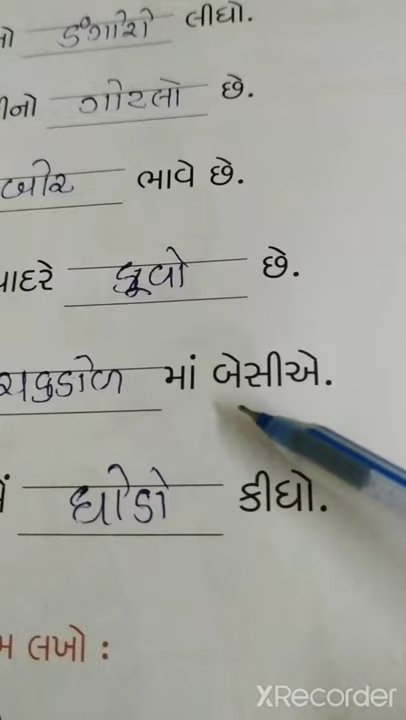 ડંગોરો લીધો.
ગોટલો છે.
બોર ભાવે છે.
પાદરે કૂવો છે.
ચકડોળ માં બેસીએ.
ઘોડો કીધો.
લખો :
XRecorder